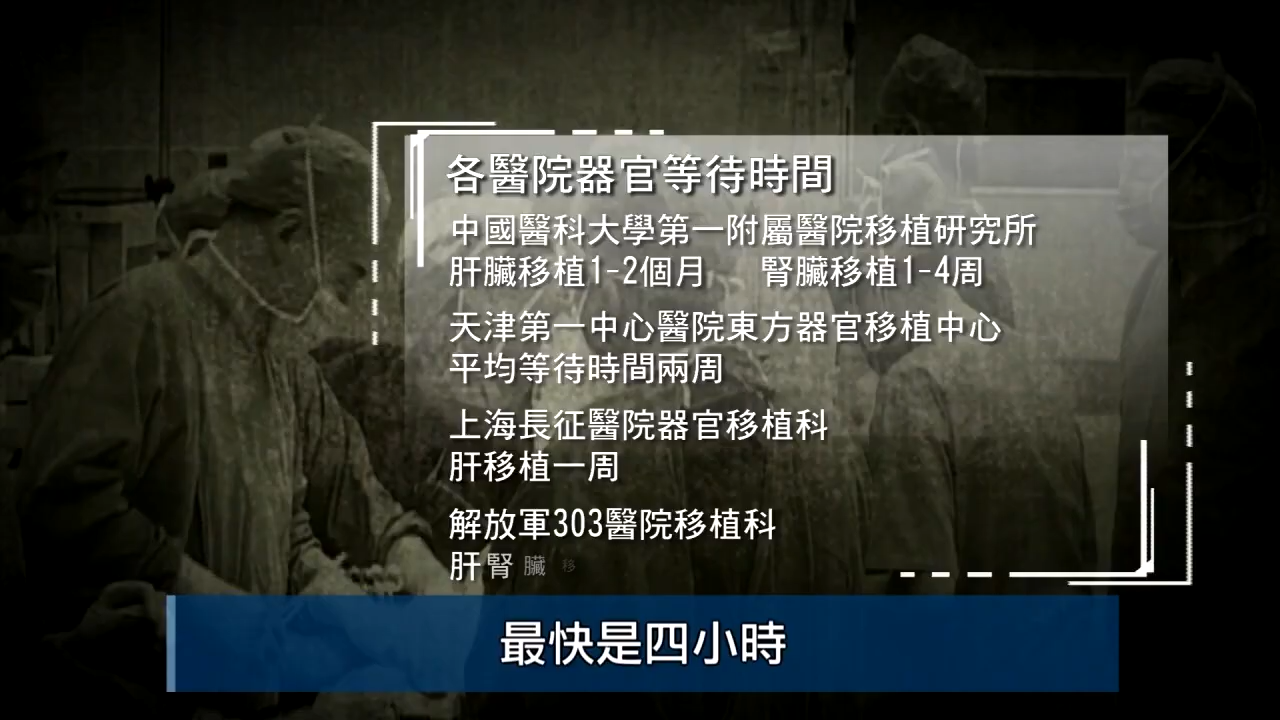 各醫院器官等待時間
中國醫科大學第一附屬醫院移植研究所
肝臟移植1-2個月 腎臟移植1-4周
天津第一中心醫院東方器官移植中心
平均等待時間兩周
上海長征醫院器官移植科
肝移植一周
解放軍303醫院移植科
肝腎臟移
最快是四小時